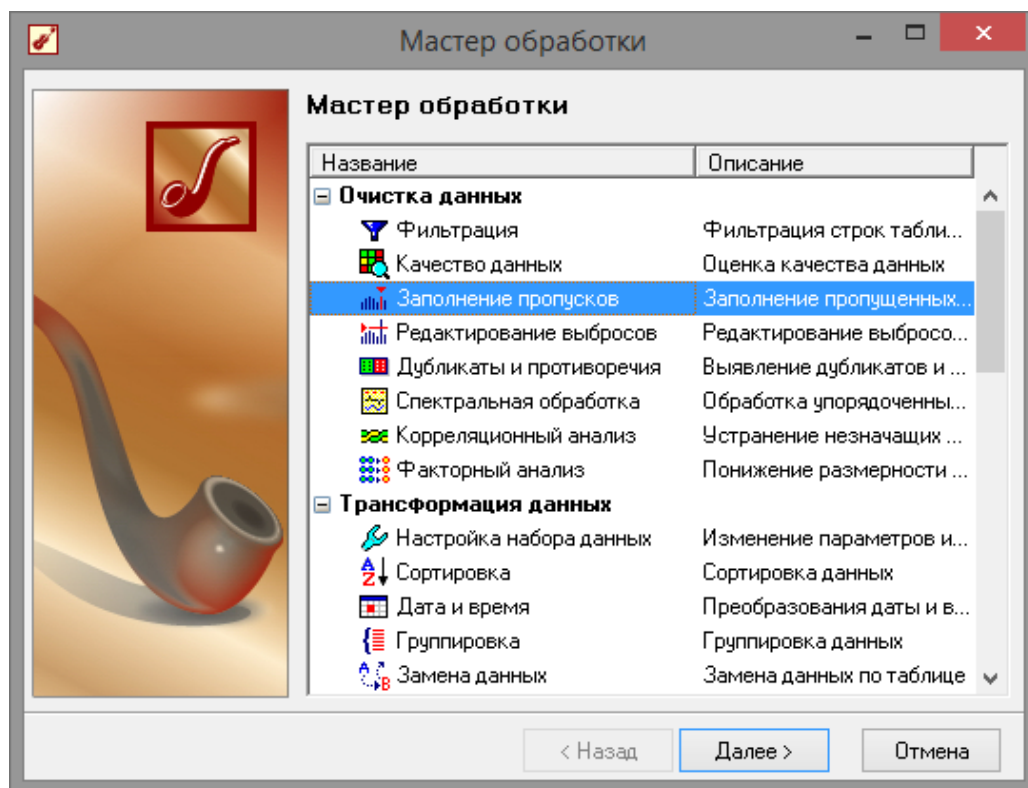 Мастер обработки
Мастер обработки
Название Описание
Очистка данных
Фильтрация Фильтрация строк табли...
Качество данных Оценка качества данных
Заполнение пропусков Заполнение пропущенных...
Редактирование выбросов Редактирование выбросо...
Дубликаты и противоречия Выявление дубликатов и ...
Спектральная обработка Обработка упорядоченны...
Корреляционный анализ Устранение незначащих ...
Факторный анализ Понижение размерности ...
Трансформация данных
Настройка набора данных Изменение параметров и...
Сортировка Сортировка данных
Дата и время Преобразования даты и в...
Группировка Группировка данных
Замена данных Замена данных по таблице
< Назад Далее > Отмена